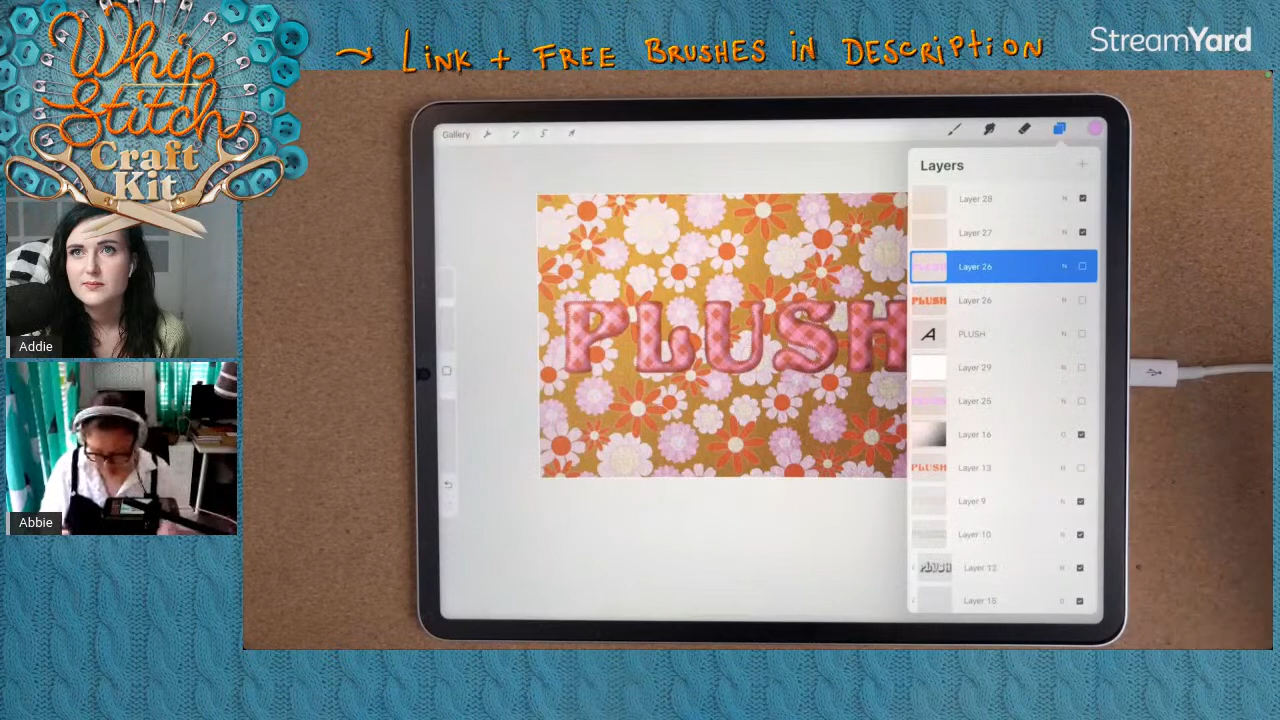 Whip
Stitch
Craft
Kit
→ LINK + FREE BRUSHES IN DESCRIPTION
StreamYard
Addie
Abbie
Gallery
PLUSH
Layers
Layer 28 N
Layer 27 N
Layer 26 N
PLUSH Layer 26
A PLUSH
Layer 29 N
PLUSH Layer 25 N
Layer 16
PLUSH Layer 13
Layer 9 N
Layer 10 N
PLUSH Layer 12
Layer 15